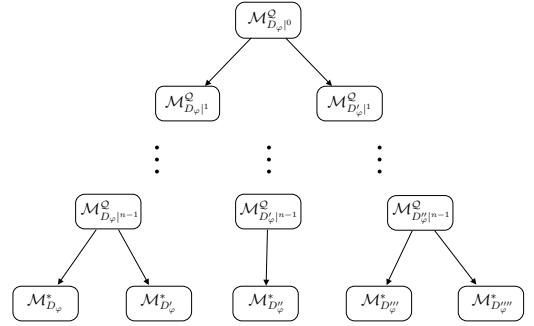 $\mathcal{M}^{\mathcal{Q}}_{D_\varphi|^0}$
$\mathcal{M}^{\mathcal{Q}}_{D_\varphi|^1}$ $\mathcal{M}^{\mathcal{Q}}_{D'_\varphi|^1}$
$\mathcal{M}^{\mathcal{Q}}_{D_\varphi|^{n-1}}$ $\mathcal{M}^{\mathcal{Q}}_{D'_\varphi|^{n-1}}$ $\mathcal{M}^{\mathcal{Q}}_{D''_\varphi|^{n-1}}$
$\mathcal{M}^*_{D_\varphi}$ $\mathcal{M}^*_{D'_\varphi}$ $\mathcal{M}^*_{D''_\varphi}$ $\mathcal{M}^*_{D'''_\varphi}$ $\mathcal{M}^*_{D''''_\varphi}$